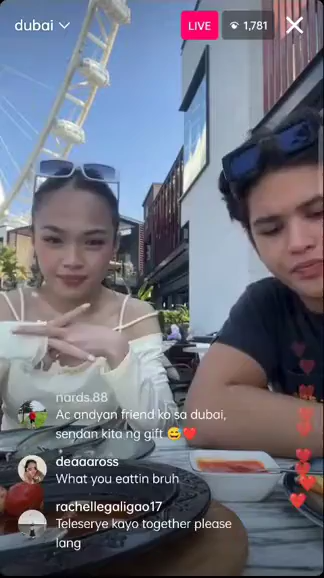 dubai
LIVE
1,781
nards.88
Ac andyan friend ko sa dubai,
sendan kita ng gift 😅❤️
deaaaross
What you eattin bruh
rachellegaligao17
Teleserye kayo together please
lang